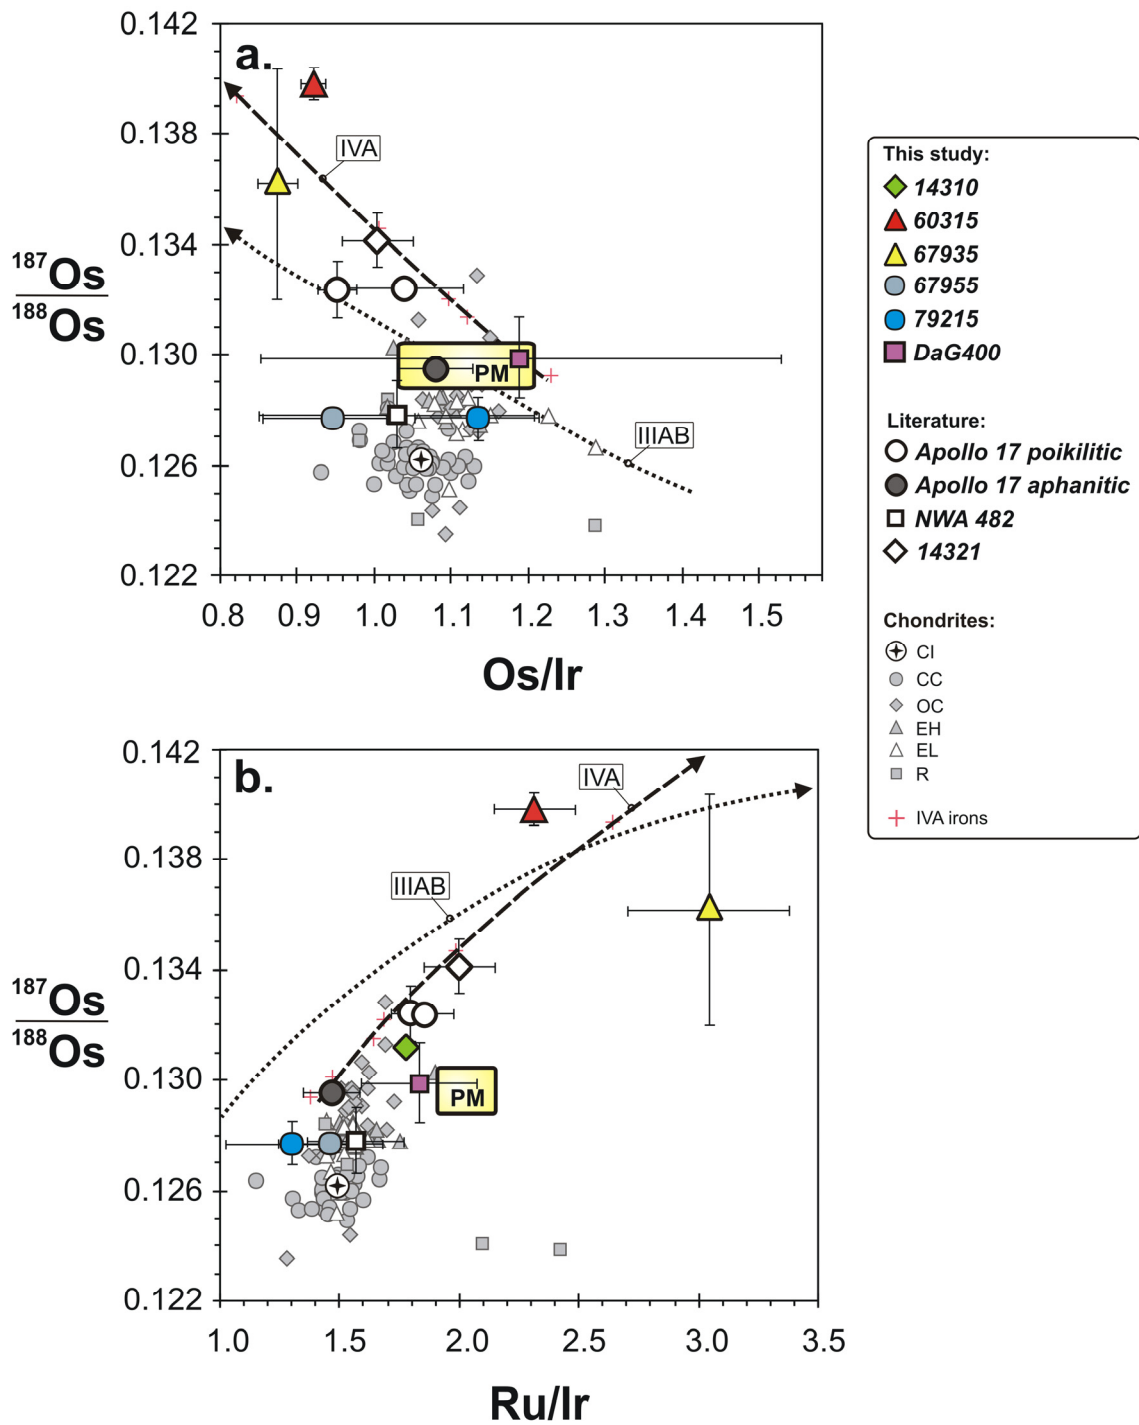 a.
0.142
0.138
0.134
0.130
0.126
0.122
187Os
188Os
IVA
PM
IIIAB
0.8 0.9 1.0 1.1 1.2 1.3 1.4 1.5
Os/Ir
b.
0.142
0.138
0.134
0.130
0.126
0.122
187Os
188Os
IVA
IIIAB
PM
1.0 1.5 2.0 2.5 3.0 3.5
Ru/Ir
This study:
14310
60315
67935
67955
79215
DaG400
Literature:
Apollo 17 poikilitic
Apollo 17 aphanitic
NWA 482
14321
Chondrites:
CI
CC
OC
EH
EL
R
IVA irons